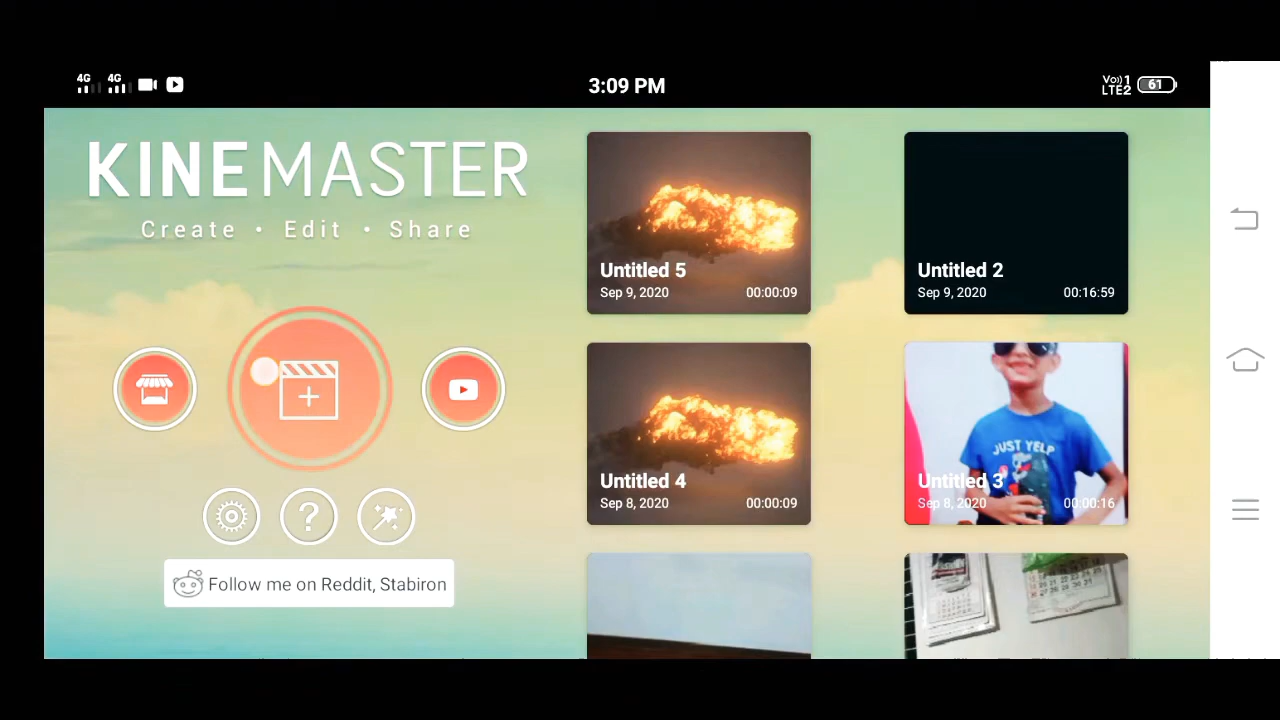 4G 4G
3:09 PM
Vo)) 1
LTE2
61
KINEMASTER
Create • Edit • Share
?
Follow me on Reddit, Stabiron
Untitled 5
Sep 9, 2020 00:00:09
Untitled 2
Sep 9, 2020 00:16:59
Untitled 4
Sep 8, 2020 00:00:09
JUST YELP
Untitled 3
Sep 8, 2020 00:00:16